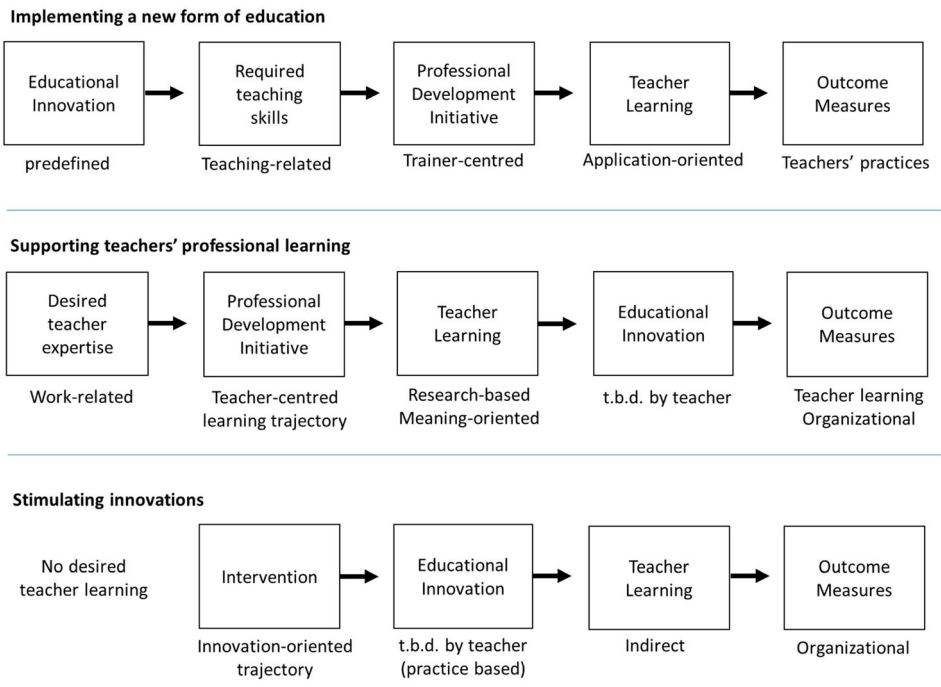 Implementing a new form of education
Educational
Innovation
Required
teaching
skills
Professional
Development
Initiative
Teacher
Learning
Outcome
Measures
predefined
Teaching-related
Trainer-centred
Application-oriented
Teachers’ practices
Supporting teachers’ professional learning
Desired
teacher
expertise
Professional
Development
Initiative
Teacher
Learning
Educational
Innovation
Outcome
Measures
Work-related
Teacher-centred
learning trajectory
Research-based
Meaning-oriented
t.b.d. by teacher
Teacher learning
Organizational
Stimulating innovations
No desired
teacher learning
Intervention
Educational
Innovation
Teacher
Learning
Outcome
Measures
Innovation-oriented
trajectory
t.b.d. by teacher
(practice based)
Indirect
Organizational